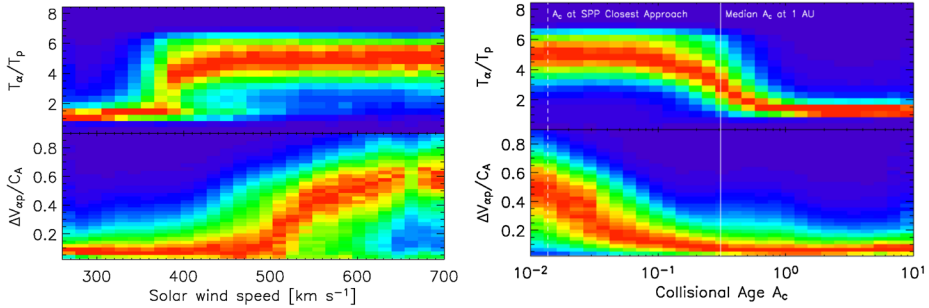 8
6
4
2
Tα/Tp
0.8
0.6
0.4
0.2
ΔVαp/CA
300 400 500 600 700
Solar wind speed [km s⁻¹]
Ac at SPP Closest Approach
Median Ac at 1 AU
8
6
4
2
Tα/Tp
0.8
0.6
0.4
0.2
ΔVαp/CA
10⁻² 10⁻¹ 10⁰ 10¹
Collisional Age Ac